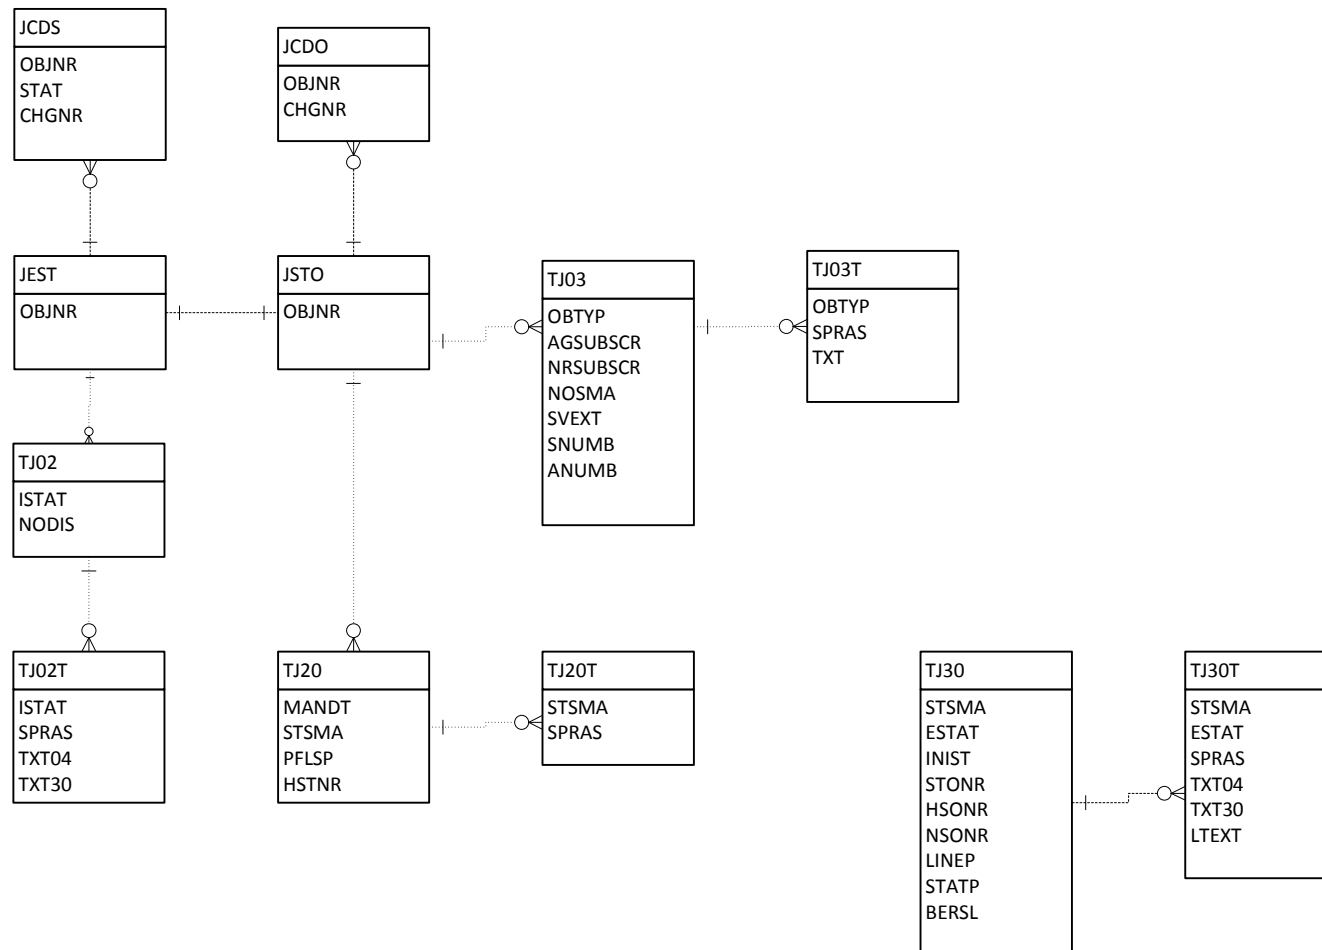 JCDS
OBJNR
STAT
CHGNR
JCDO
OBJNR
CHGNR
JEST
OBJNR
JSTO
OBJNR
TJ03
OBTYP
AGSUBSCR
NRSUBSCR
NOSMA
SVEXT
SNUMB
ANUMB
TJ03T
OBTYP
SPRAS
TXT
TJ02
ISTAT
NODIS
TJ02T
ISTAT
SPRAS
TXT04
TXT30
TJ20
MANDT
STSMA
PFLSP
HSTNR
TJ20T
STSMA
SPRAS
TJ30
STSMA
ESTAT
INIST
STONR
HSONR
NSONR
LINEP
STATP
BERSL
TJ30T
STSMA
ESTAT
SPRAS
TXT04
TXT30
LTEXT